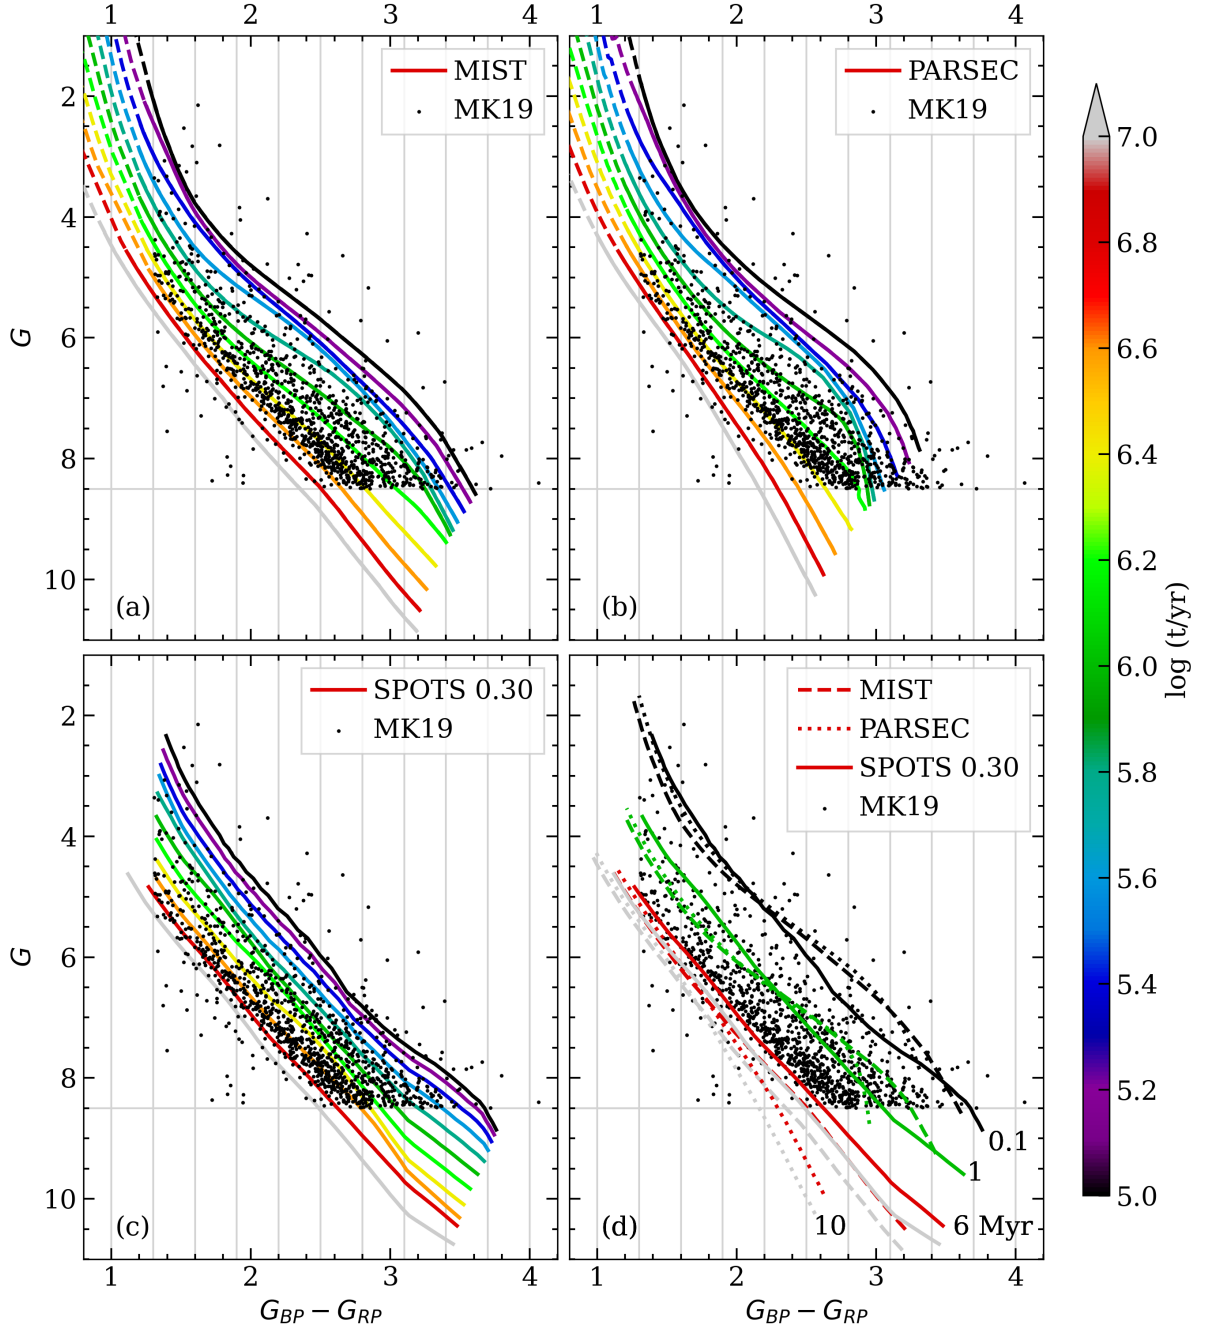 1 2 3 4 1 2 3 4
MIST
MK19
PARSEC
MK19
2
4
6
8
10
G
(a)
(b)
SPOTS 0.30
MK19
MIST
PARSEC
SPOTS 0.30
MK19
2
4
6
8
10
G
(c)
(d)
0.1
1
6 Myr
10
1 2 3 4 1 2 3 4
G_BP − G_RP
G_BP − G_RP
7.0
6.8
6.6
6.4
6.2
6.0
5.8
5.6
5.4
5.2
5.0
log (t/yr)